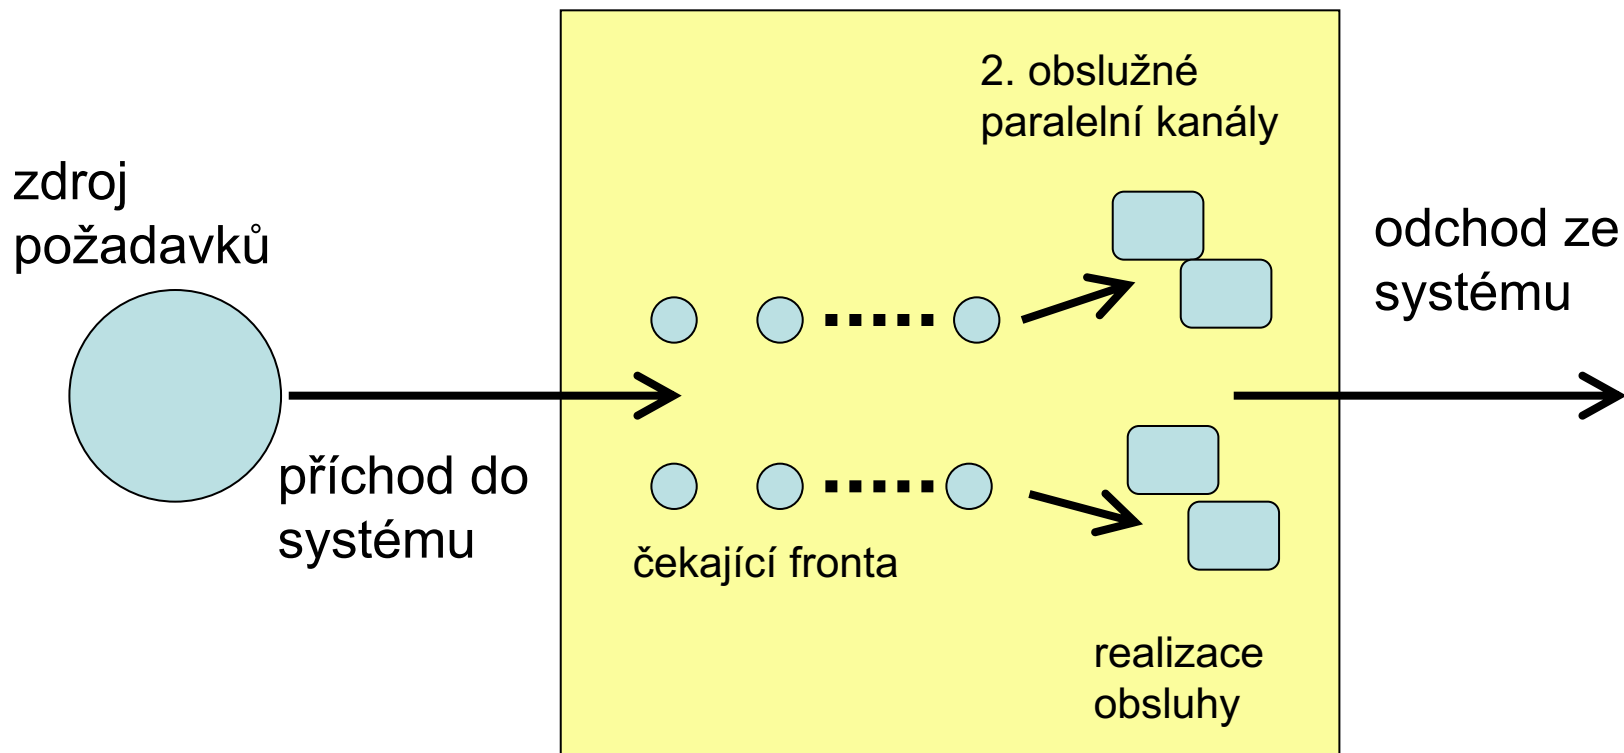 zdroj
požadavků
příchod do
systému
2. obslužné
paralelní kanály
čekající fronta
realizace
obsluhy
odchod ze
systému